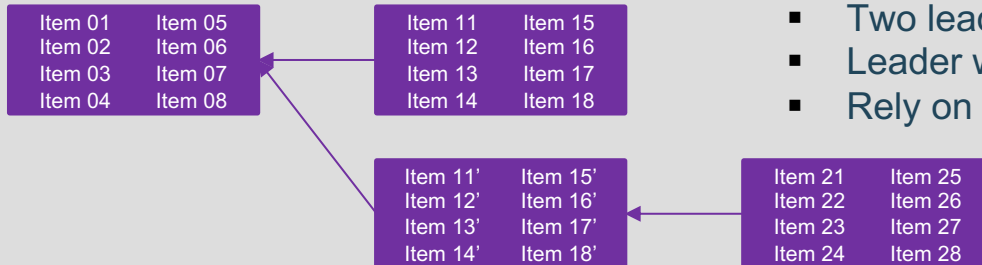 Item 01 Item 05
Item 02 Item 06
Item 03 Item 07
Item 04 Item 08
Item 11 Item 15
Item 12 Item 16
Item 13 Item 17
Item 14 Item 18
▪ Two
▪ Leader
▪ Rely on
Item 11’ Item 15’
Item 12’ Item 16’
Item 13’ Item 17’
Item 14’ Item 18’
Item 21 Item 25
Item 22 Item 26
Item 23 Item 27
Item 24 Item 28